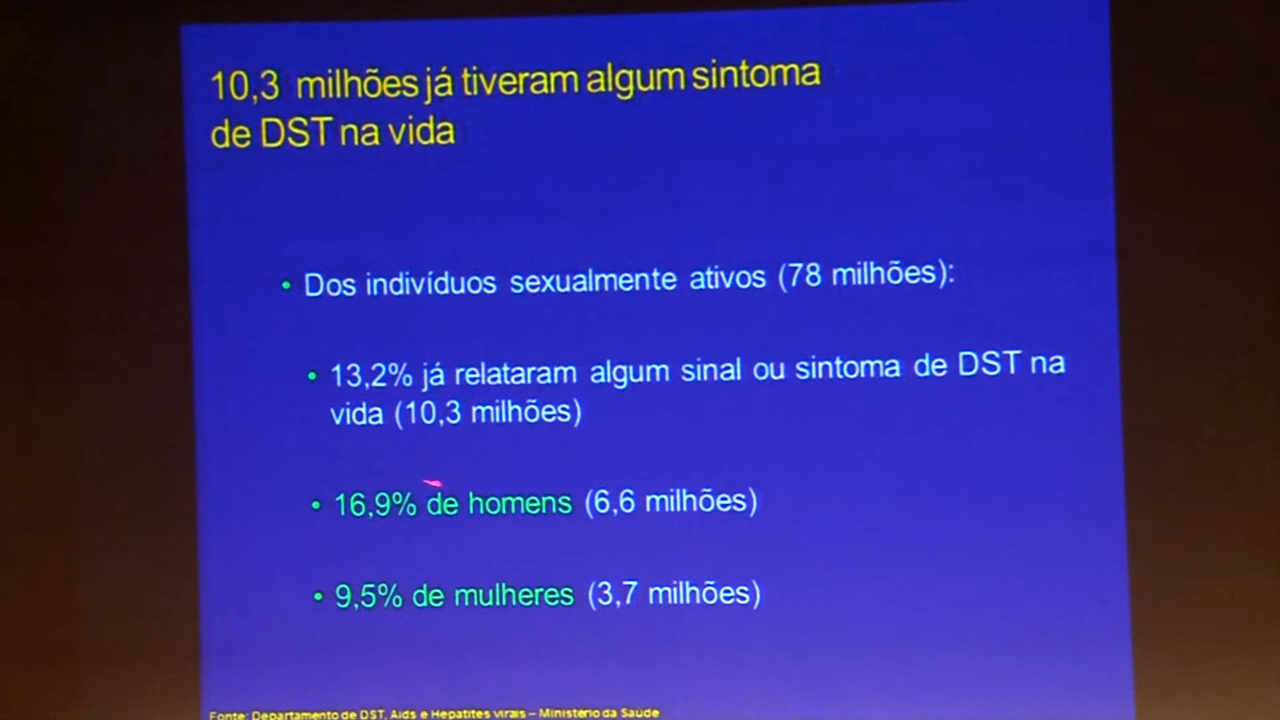 10,3 milhões já tiveram algum sintoma
de DST na vida
• Dos indivíduos sexualmente ativos (78 milhões):
• 13,2% já relataram algum sinal ou sintoma de DST na
vida (10,3 milhões)
• 16,9% de homens (6,6 milhões)
• 9,5% de mulheres (3,7 milhões)
Fonte: Departamento de DST, Aids e Hepatites virais – Ministério da Saúde